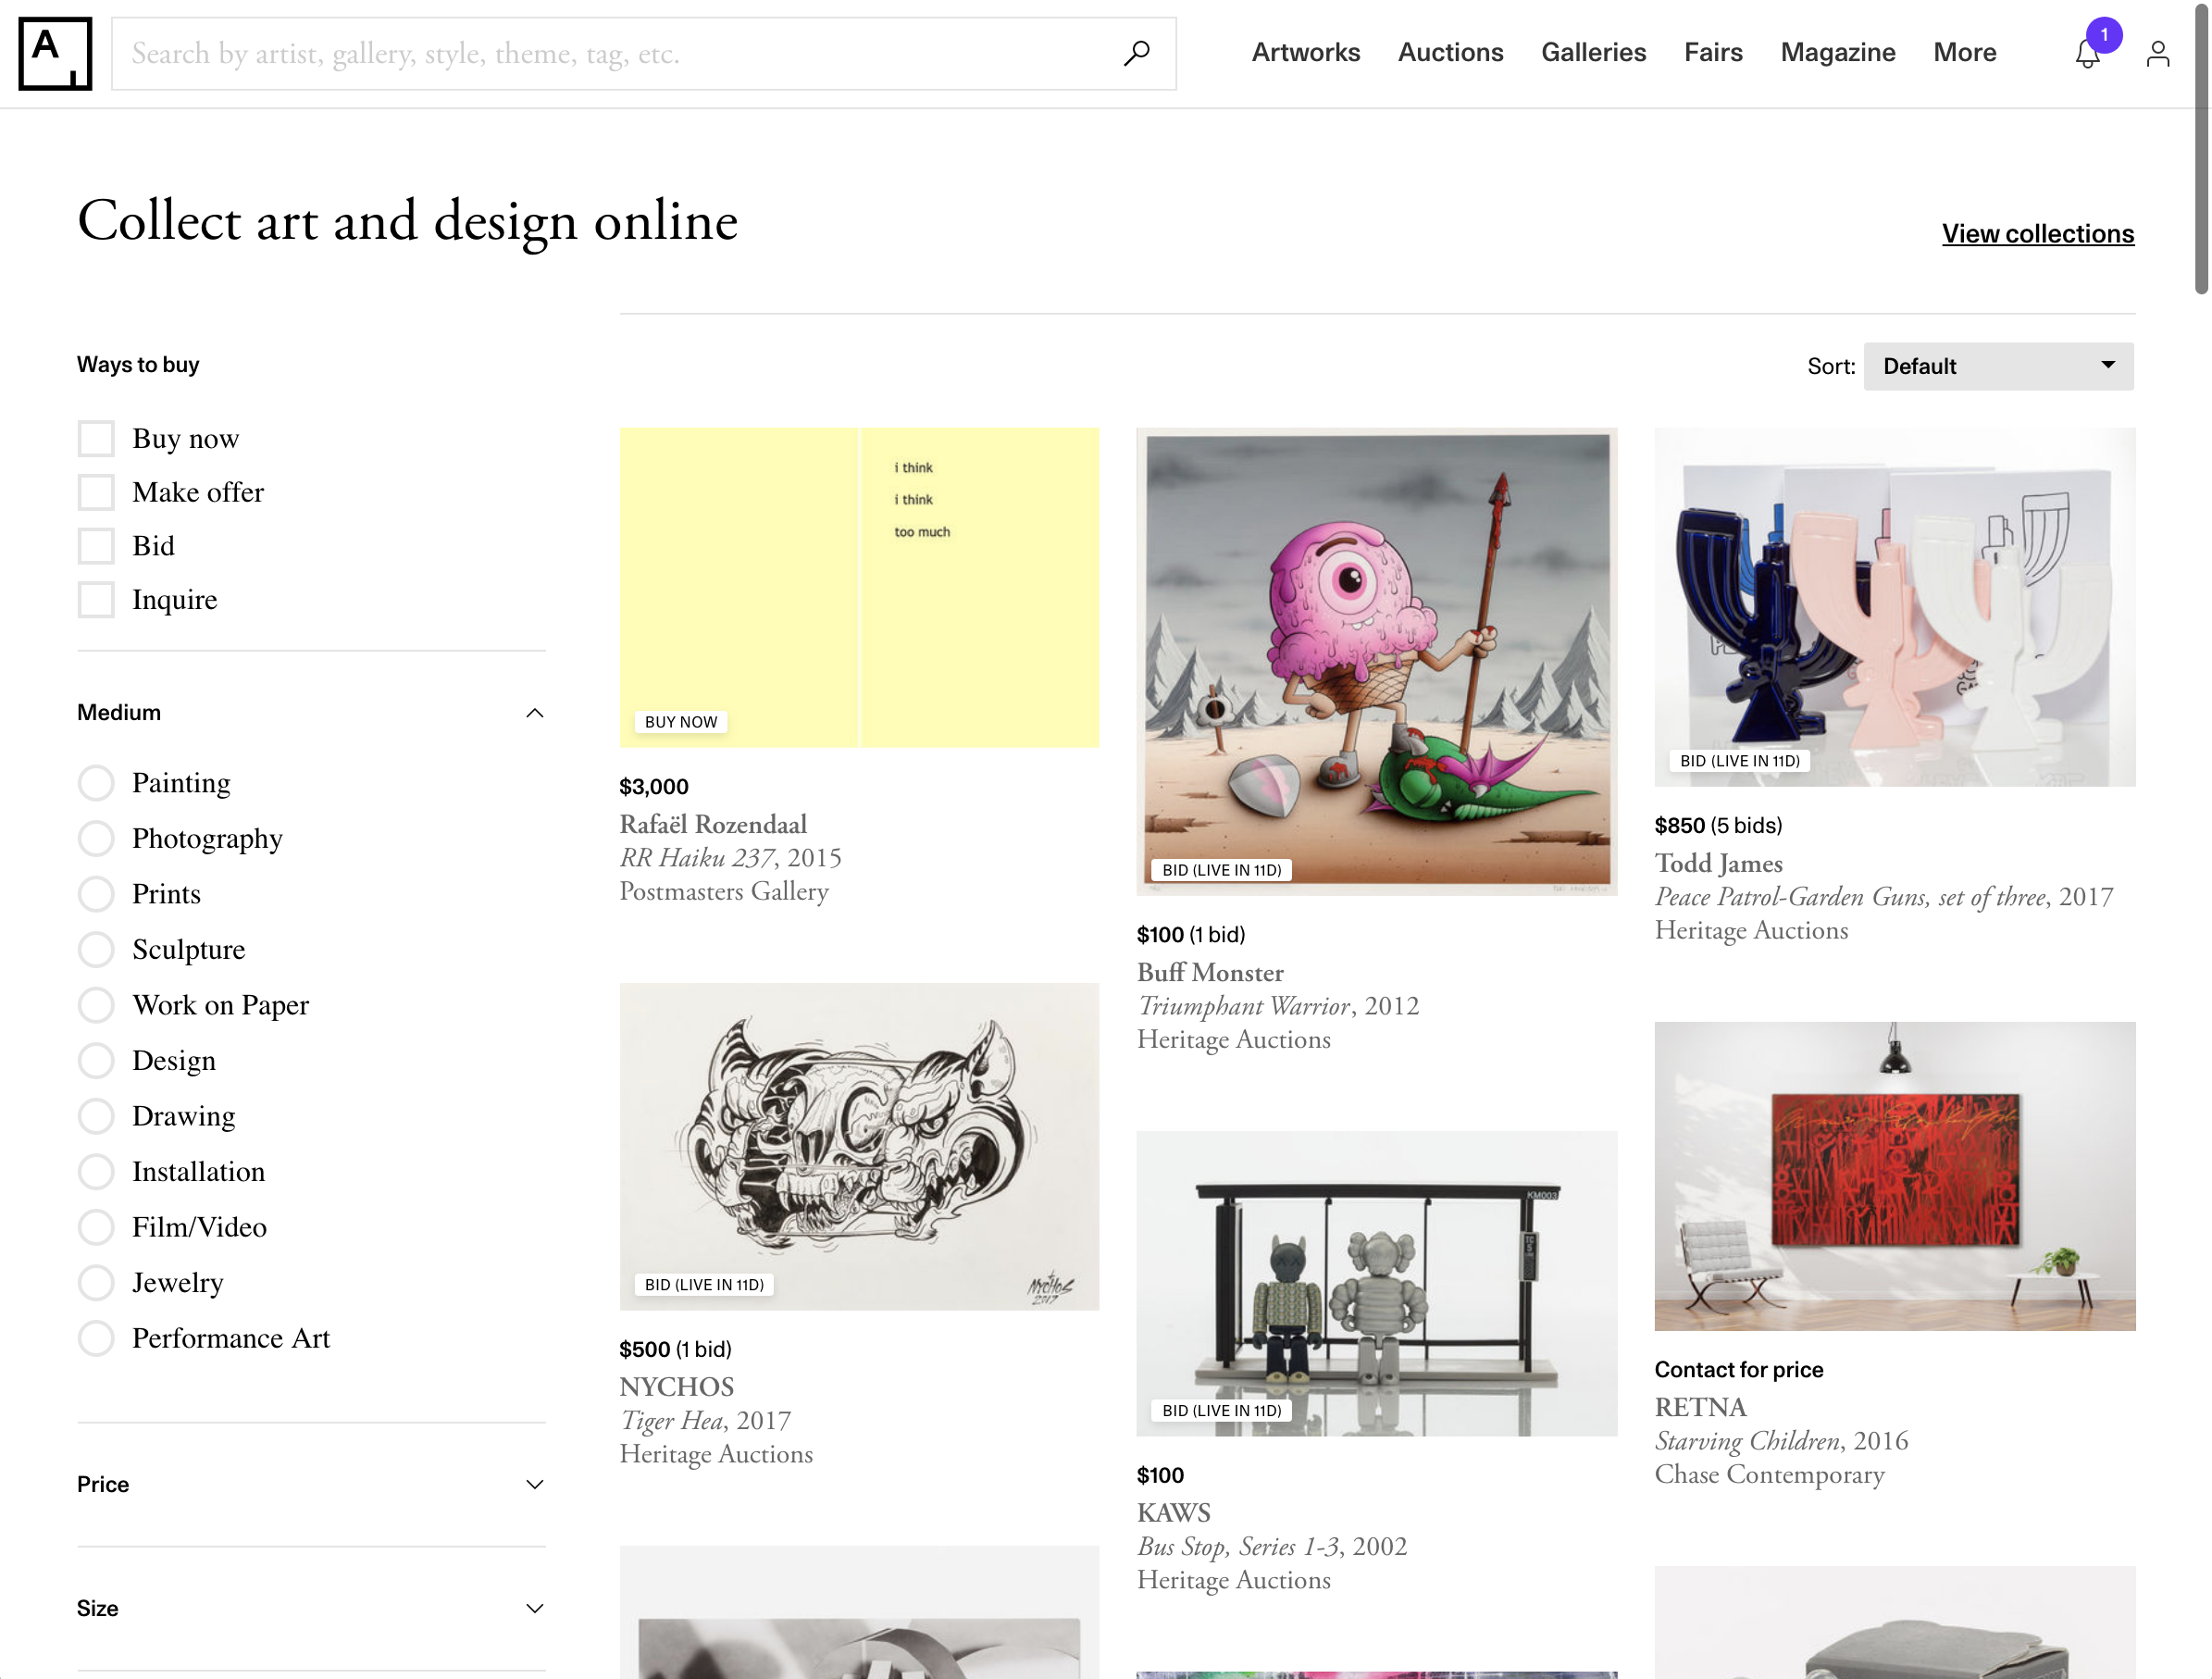 A
Search by artist, gallery, style, theme, tag, etc.
Artworks
Auctions
Galleries
Fairs
Magazine
More
1
Collect art and design online
View collections
Ways to buy
Buy now
Make offer
Bid
Inquire
Medium
Painting
Photography
Prints
Sculpture
Work on Paper
Design
Drawing
Installation
Film/Video
Jewelry
Performance Art
Price
Size
Sort: Default
i think
i think
too much
BUY NOW
$3,000
Rafaël Rozendaal
RR Haiku 237, 2015
Postmasters Gallery
NYCHOS
2017
BID (LIVE IN 11D)
$500 (1 bid)
NYCHOS
Tiger Hea, 2017
Heritage Auctions
BID (LIVE IN 11D)
$100 (1 bid)
Buff Monster
Triumphant Warrior, 2012
Heritage Auctions
KM003
BID (LIVE IN 11D)
$100
KAWS
Bus Stop, Series 1-3, 2002
Heritage Auctions
BID (LIVE IN 11D)
$850 (5 bids)
Todd James
Peace Patrol-Garden Guns, set of three, 2017
Heritage Auctions
Contact for price
RETNA
Starving Children, 2016
Chase Contemporary